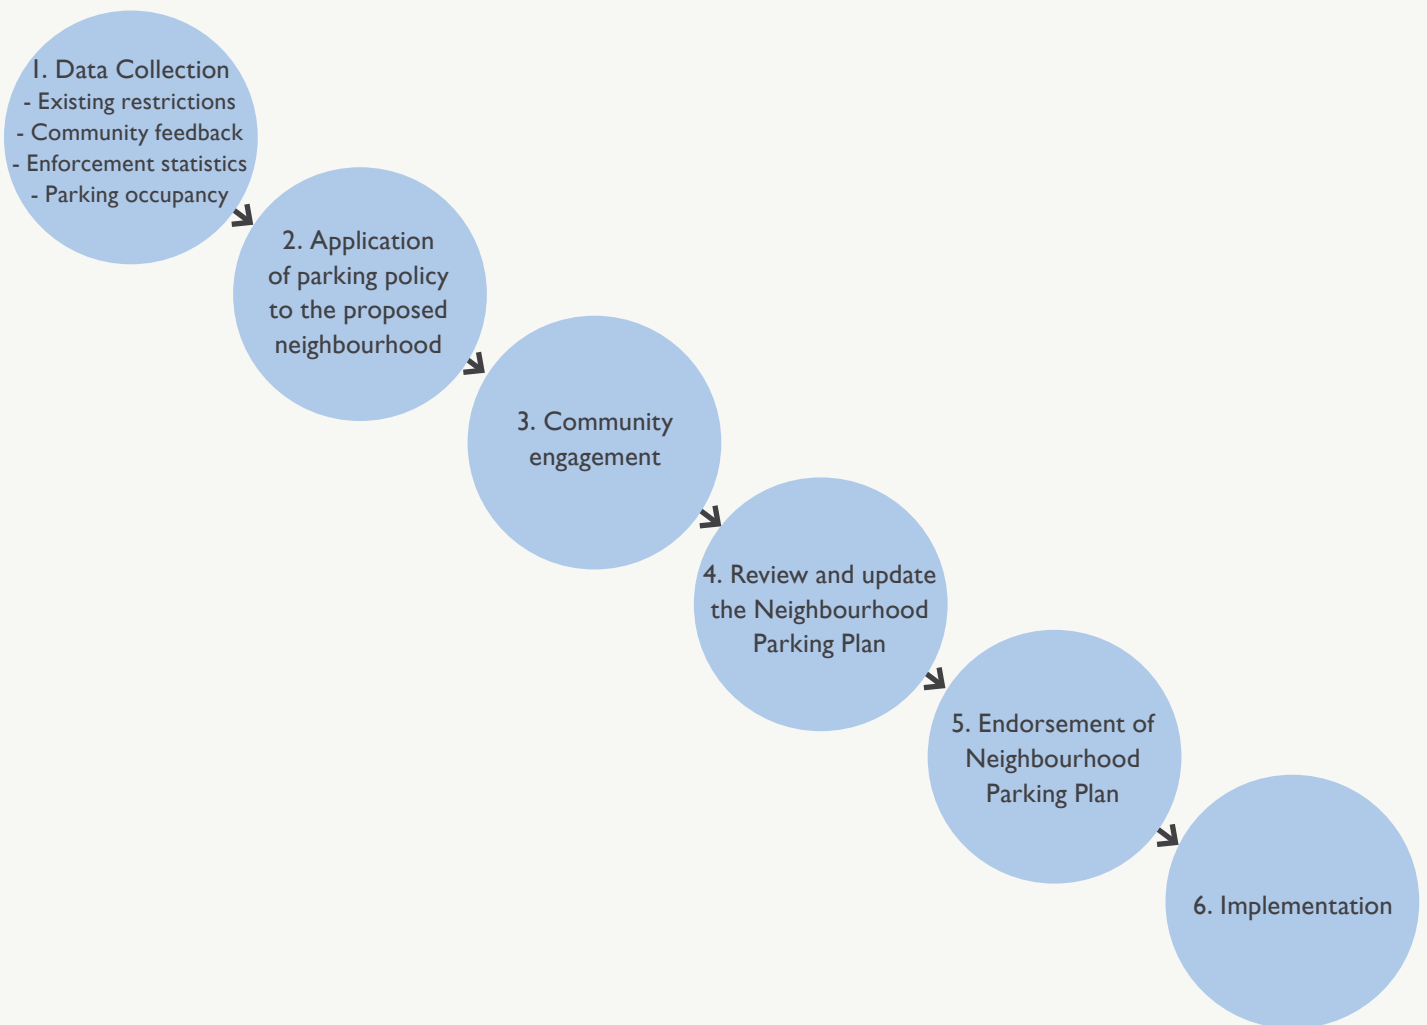 1. Data Collection
- Existing restrictions
- Community feedback
- Enforcement statistics
- Parking occupancy
2. Application
of parking policy
to the proposed
neighbourhood
3. Community
engagement
4. Review and update
the Neighbourhood
Parking Plan
5. Endorsement of
Neighbourhood
Parking Plan
6. Implementation